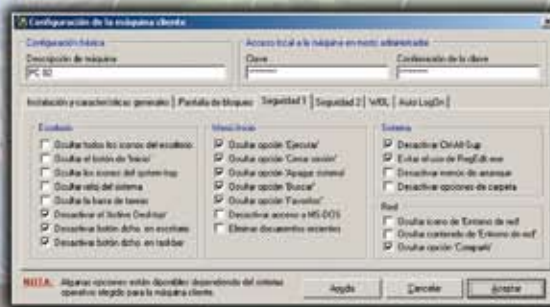 Configuración de la máquina cliente
Configuración básica
Descripción de máquina
PC 02
Acceso local a la máquina en modo administrador
Clave
Confirmación de la clave
********
********
Instalación y características generales
Pantalla de bloqueo
Seguridad 1
Seguridad 2
WOL
Auto LogOn
Escritorio
Ocultar todos los iconos del escritorio
Ocultar el botón de 'Inicio'
Ocultar los iconos del system tray
Ocultar reloj del sistema
Ocultar la barra de tareas
Desactivar el 'Active Desktop'
Desactivar botón dcho. en escritorio
Desactivar botón dcho. en taskbar
Menú Inicio
Ocultar opción 'Ejecutar'
Ocultar opción 'Cerrar sesión'
Ocultar opción 'Apagar sistema'
Ocultar opción 'Buscar'
Ocultar opción 'Favoritos'
Desactivar acceso a MS-DOS
Eliminar documentos recientes
Sistema
Desactivar Ctrl-Alt-Sup
Evitar el uso de RegEdit.exe
Desactivar menús de arranque
Desactivar opciones de carpeta
Red
Ocultar icono de 'Entorno de red'
Ocultar contenido de 'Entorno de red'
Ocultar opción 'Compartir'
NOTA. Algunas opciones están disponibles dependiendo del sistema
operativo elegido para la máquina cliente.
Ayuda
Cancelar
Aceptar